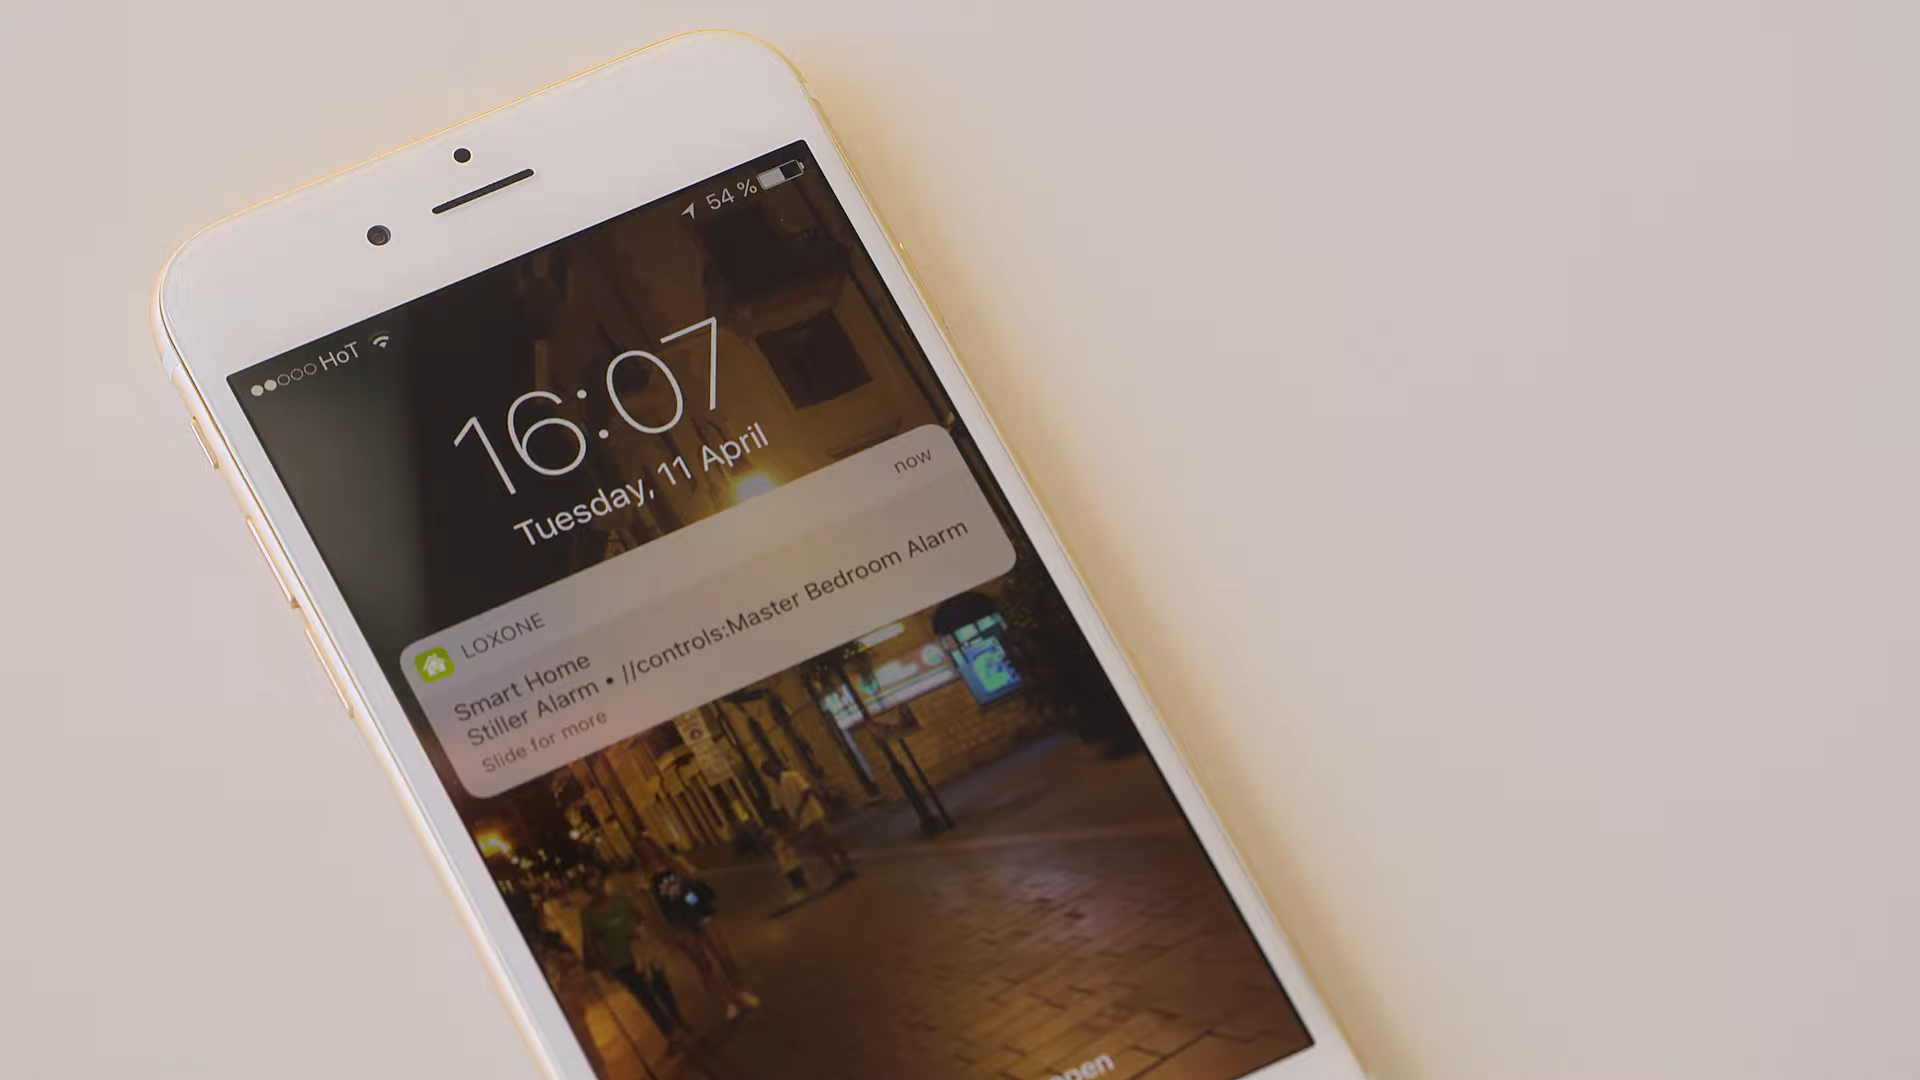 HoT
54 %
16:07
Tuesday, 11 April
LOXONE
now
Smart Home
Stiller Alarm • //controls:Master Bedroom Alarm
Slide for more